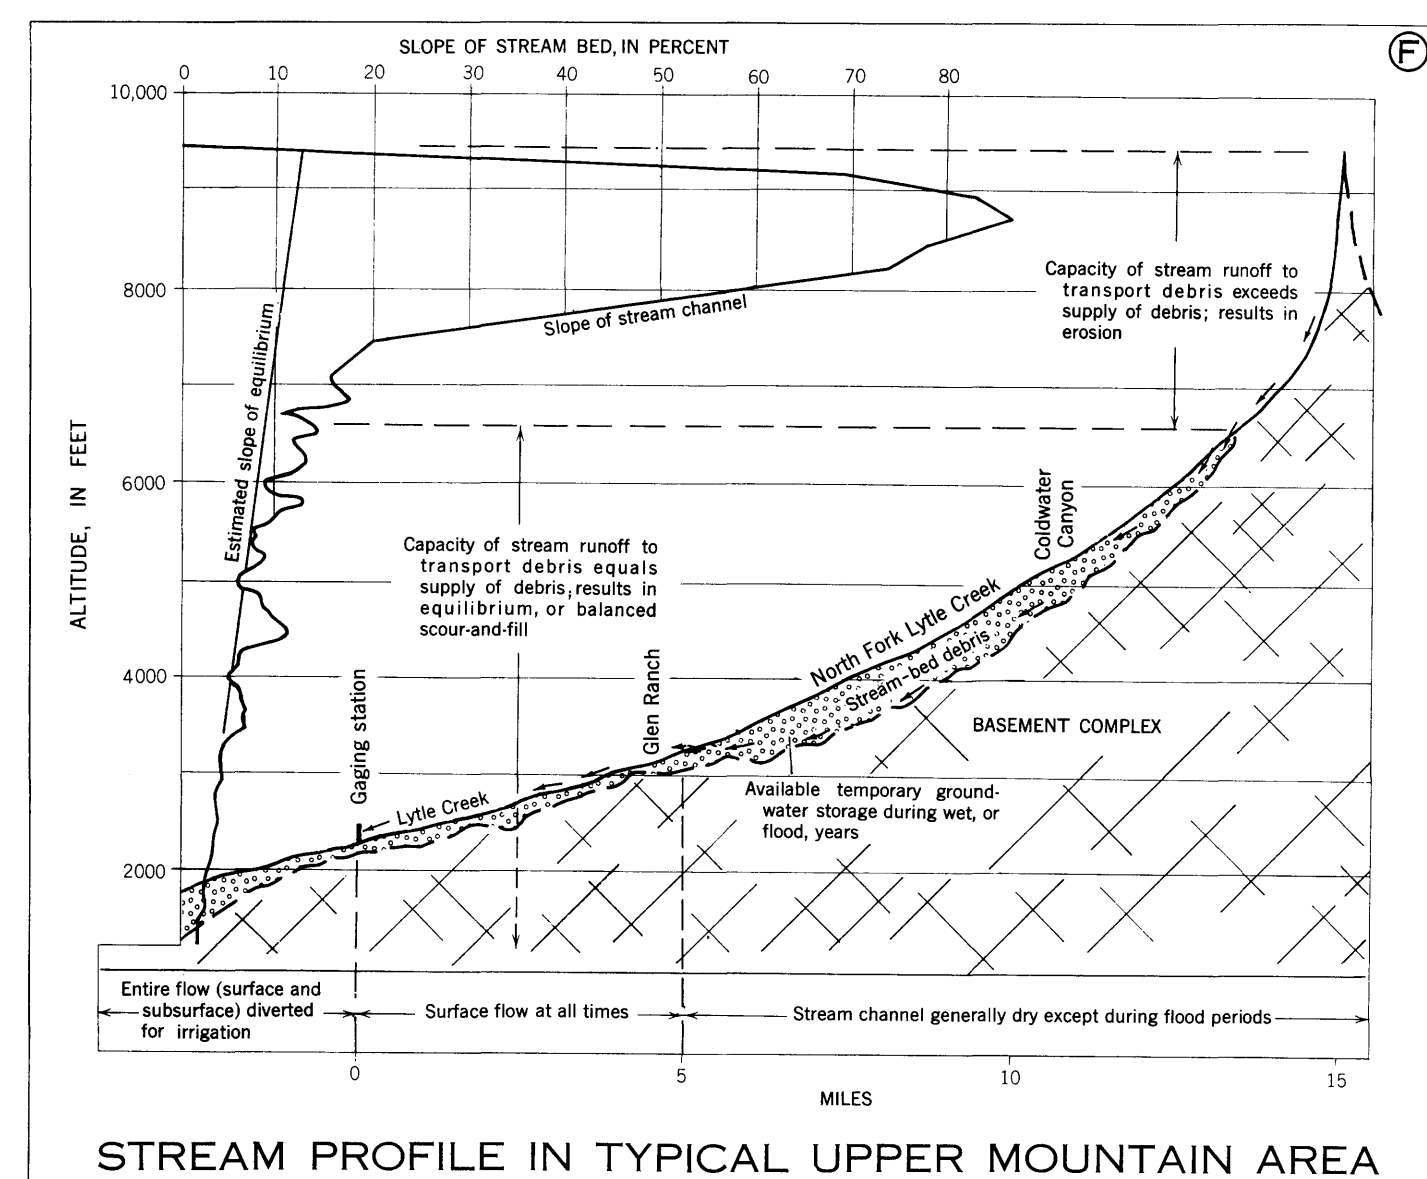 SLOPE OF STREAM BED, IN PERCENT
F
0 10 20 30 40 50 60 70 80
10,000
8000
6000
4000
2000
ALTITUDE, IN FEET
Slope of stream channel
Estimated slope of equilibrium
Capacity of stream runoff to
transport debris exceeds
supply of debris; results in
erosion
Capacity of stream runoff to
transport debris equals
supply of debris; results in
equilibrium, or balanced
scour-and-fill
Coldwater
Canyon
North Fork Lytle Creek
Stream-bed debris
Glen Ranch
Gaging station
Lytle Creek
BASEMENT COMPLEX
Available temporary ground-
water storage during wet, or
flood, years
Entire flow (surface and
subsurface) diverted
for irrigation
Surface flow at all times
Stream channel generally dry except during flood periods
0 5 10 15
MILES
STREAM PROFILE IN TYPICAL UPPER MOUNTAIN AREA